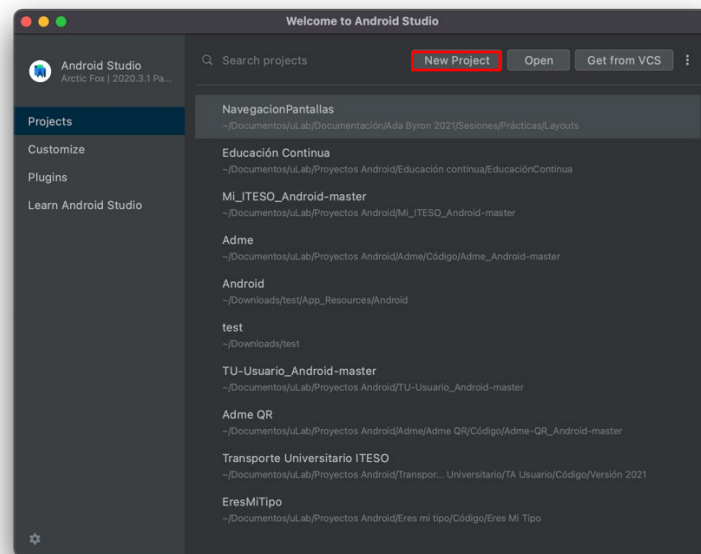 Welcome to Android Studio
Android Studio
Arctic Fox | 2020.3.1 Pa...
Search projects
New Project
Open
Get from VCS
Projects
Customize
Plugins
Learn Android Studio
NavegacionPantallas
~/Documentos/uLab/Documentación/Ada Byron 2021/Sesiones/Prácticas/Layouts
Educación Continua
~/Documentos/uLab/Proyectos Android/Educación continua/EducaciónContinua
Mi_ITESO_Android-master
~/Documentos/uLab/Proyectos Android/Mi_ITESO_Android-master
Adme
~/Documentos/uLab/Proyectos Android/Adme/Código/Adme_Android-master
Android
~/Downloads/test/App_Resources/Android
test
~/Downloads/test
TU-Usuario_Android-master
~/Documentos/uLab/Proyectos Android/TU-Usuario_Android-master
Adme QR
~/Documentos/uLab/Proyectos Android/Adme/Adme QR/Código/Adme-QR_Android-master
Transporte Universitario ITESO
~/Documentos/uLab/Proyectos Android/Transpor... Universitario/TA Usuario/Código/Versión 2021
EresMiTipo
~/Documentos/uLab/Proyectos Android/Eres mi tipo/Código/Eres Mi Tipo